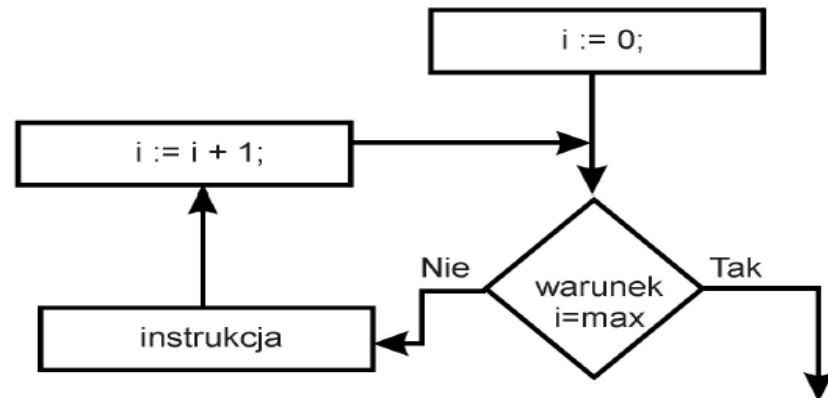 i := 0;
i := i + 1;
Nie
Tak
warunek
i=max
instrukcja